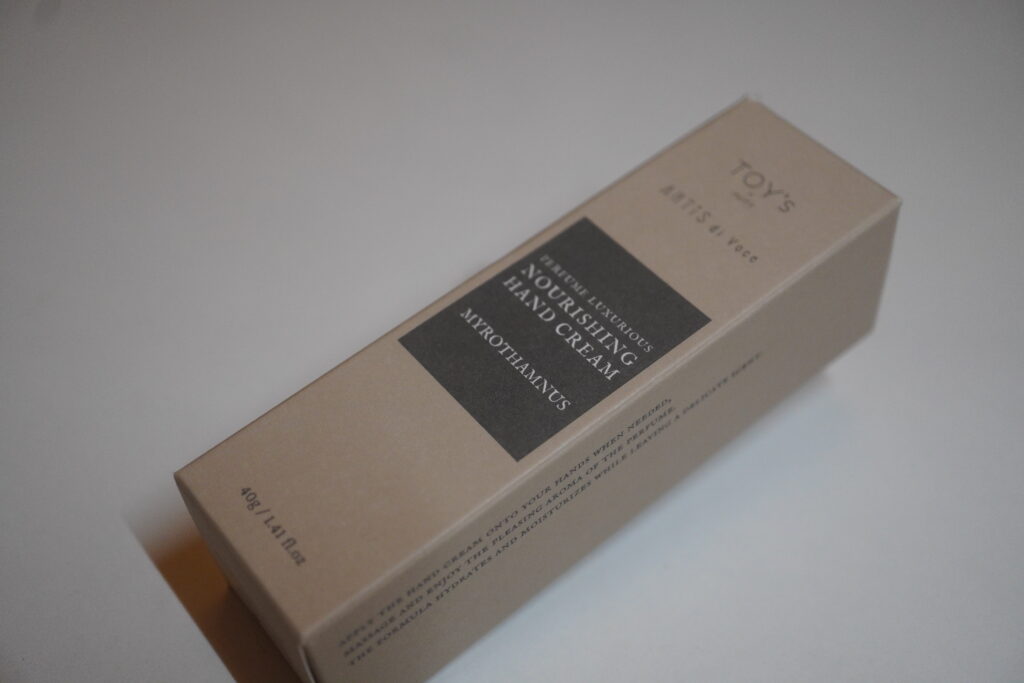 TOY's
ARTiS di Voce
PERFUME LUXURIOUS
NOURISHING
HAND CREAM
MYROTHAMNUS
40g / 1.41 fl.oz
APPLY THE HAND CREAM ONTO YOUR HANDS WHEN NEEDED,
MASSAGE AND ENJOY THE PLEASING AROMA OF THE PERFUME.
THE FORMULA HYDRATES AND MOISTURIZES WHILE LEAVING A DELICATE SCENT.